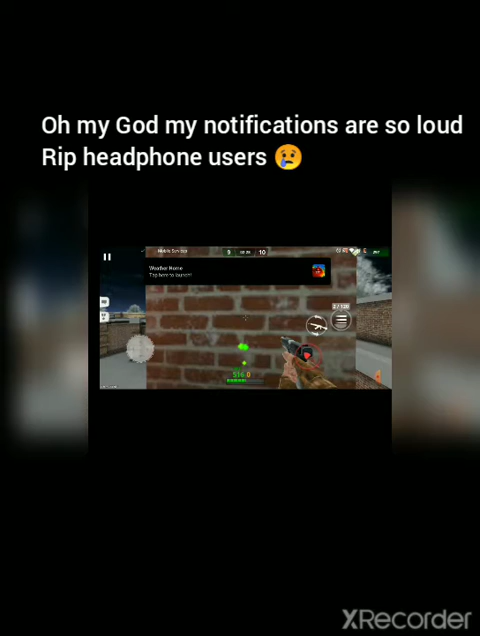 Oh my God my notifications are so loud
Rip headphone users 😢
9
10
Weather Home
Tap here to launch!
XRecorder